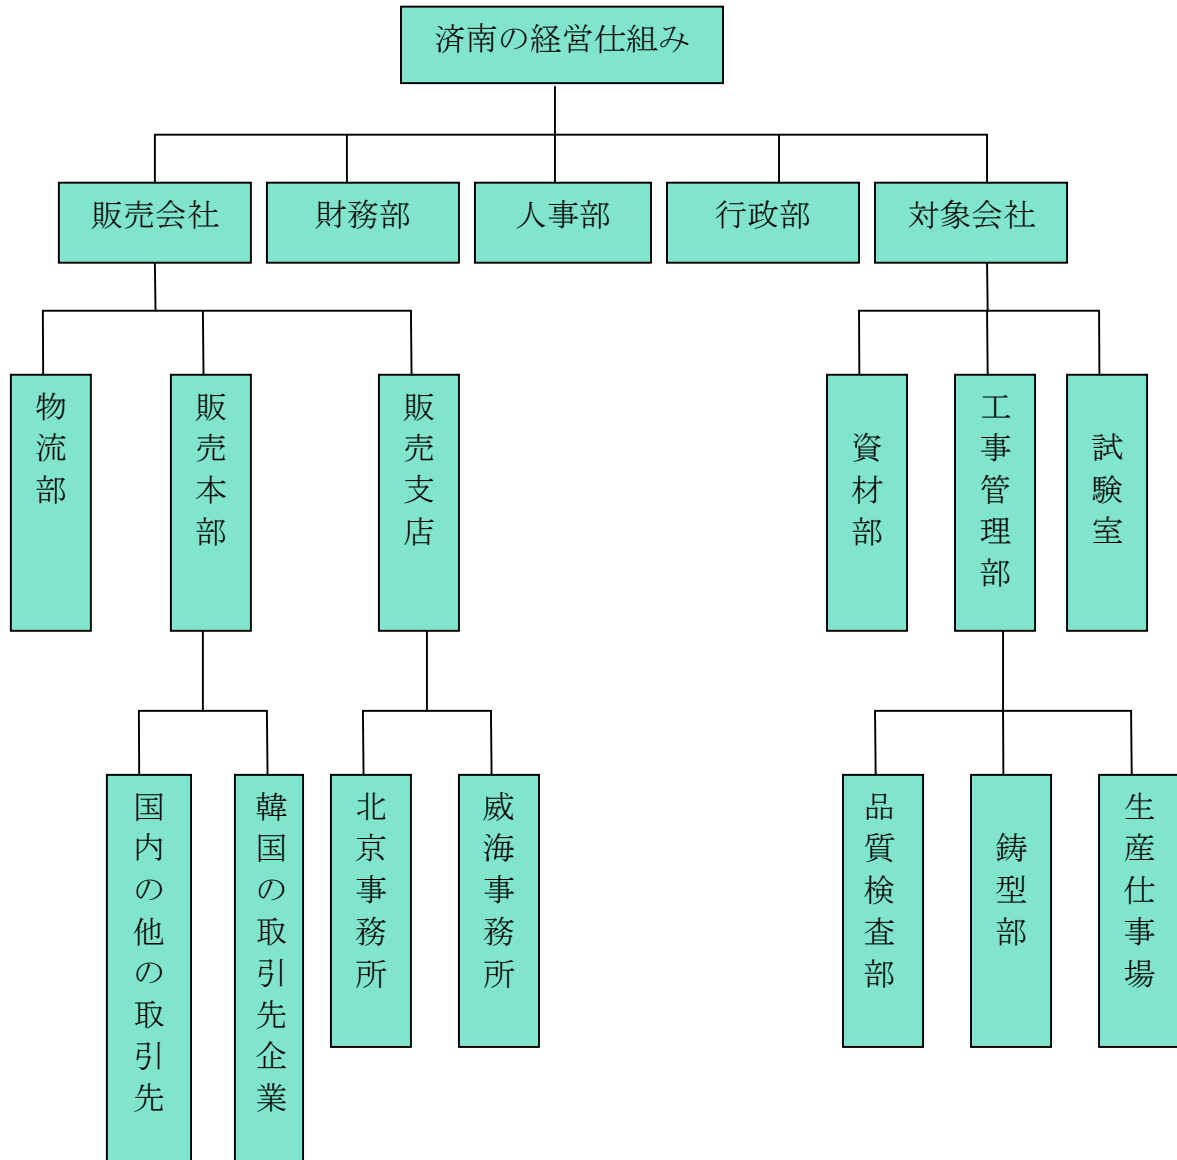 済南の経営仕組み
販売会社
財務部
人事部
行政部
対象会社
物流部
販売本部
販売支店
資材部
工事管理部
試験室
国内の他の取引先
韓国の取引先企業
北京事務所
威海事務所
品質検査部
鋳型部
生産仕事場